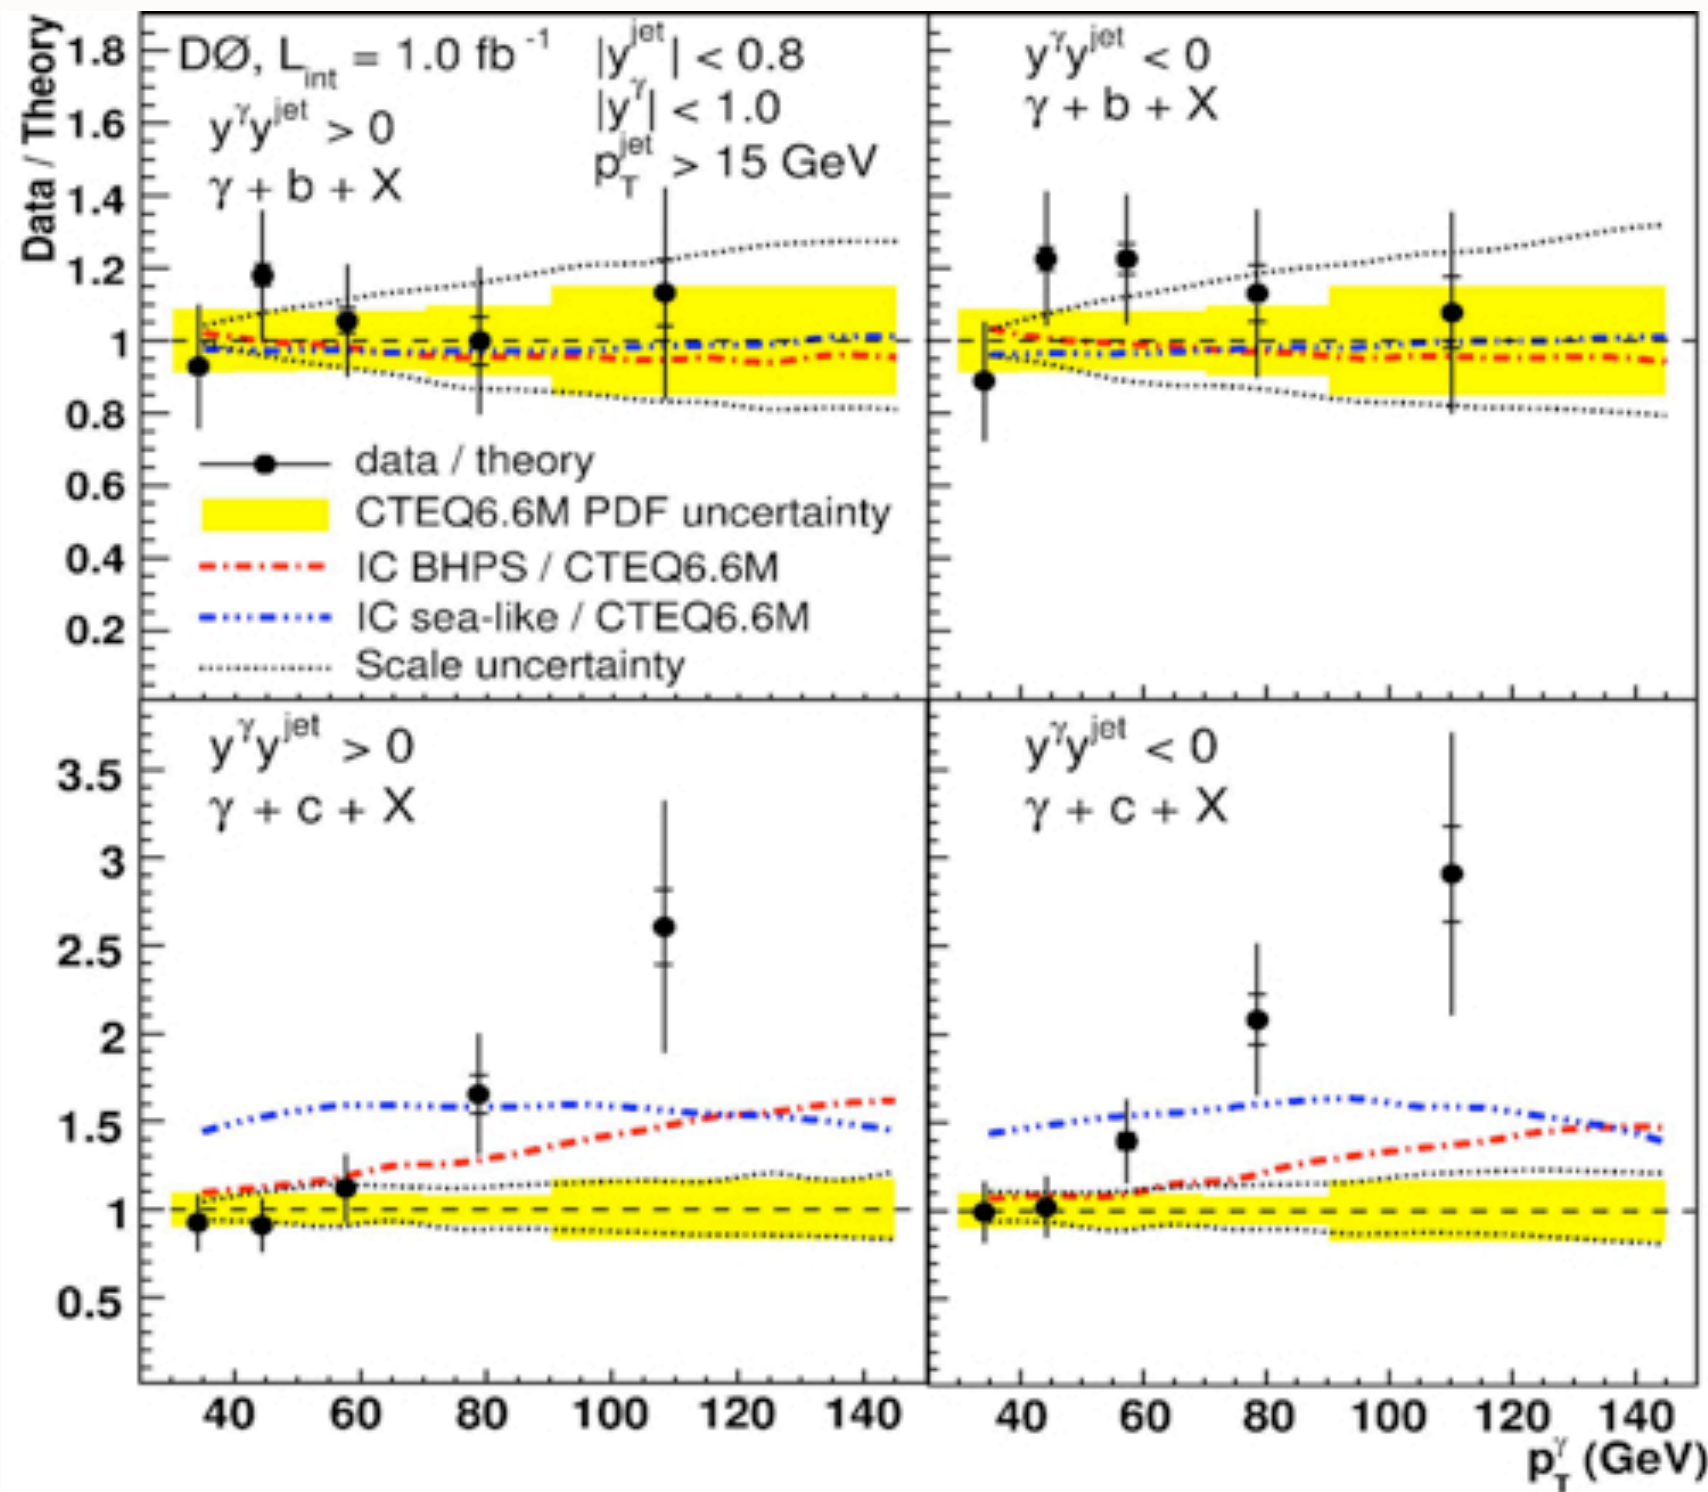 Data / Theory
1.8
1.6
1.4
1.2
1
0.8
0.6
0.4
0.2
DØ, L_int = 1.0 fb⁻¹
y^γ y^jet > 0
γ + b + X
|y^jet| < 0.8
|y^γ| < 1.0
p_T^jet > 15 GeV
data / theory
CTEQ6.6M PDF uncertainty
IC BHPS / CTEQ6.6M
IC sea-like / CTEQ6.6M
Scale uncertainty
y^γ y^jet < 0
γ + b + X
3.5
3
2.5
2
1.5
1
0.5
y^γ y^jet > 0
γ + c + X
y^γ y^jet < 0
γ + c + X
40 60 80 100 120 140
40 60 80 100 120 140
p_T^γ (GeV)